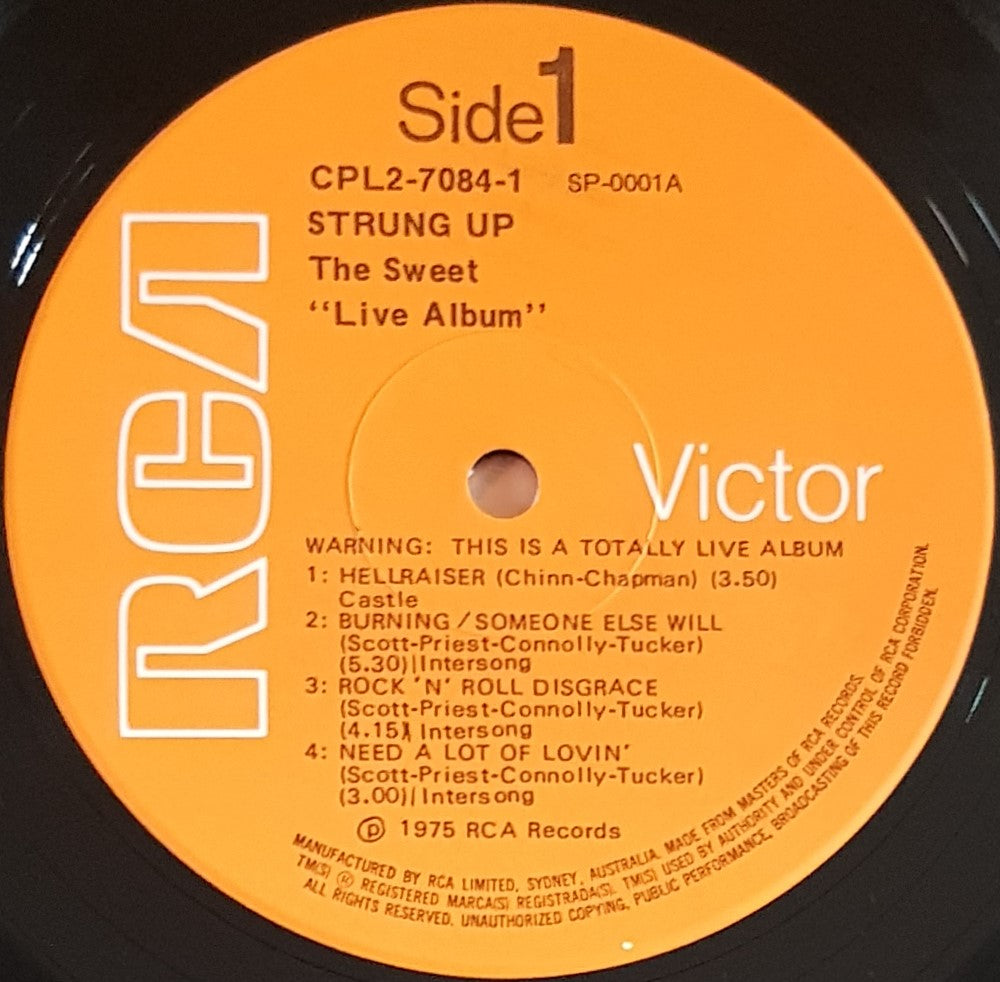 Side 1
CPL2-7084-1 SP-0001A
STRUNG UP
The Sweet
"Live Album"
RCA
Victor
WARNING: THIS IS A TOTALLY LIVE ALBUM
1: HELLRAISER (Chinn-Chapman) (3.50)
Castle
2: BURNING/SOMEONE ELSE WILL
(Scott-Priest-Connolly-Tucker)
(5.30)|Intersong
3: ROCK 'N' ROLL DISGRACE
(Scott-Priest-Connolly-Tucker)
(4.15) Intersong
4: NEED A LOT OF LOVIN'
(Scott-Priest-Connolly-Tucker)
(3.00)|Intersong
Ⓟ 1975 RCA Records
MANUFACTURED BY RCA LIMITED, SYDNEY, AUSTRALIA. MADE FROM MASTERS OF RCA RECORDS.
TM(S) ® REGISTERED MARCA(S) REGISTRADA(S). TM(S) USED BY AUTHORITY AND UNDER CONTROL OF RCA CORPORATION.
ALL RIGHTS RESERVED. UNAUTHORIZED COPYING, PUBLIC PERFORMANCE, BROADCASTING OF THIS RECORD FORBIDDEN.